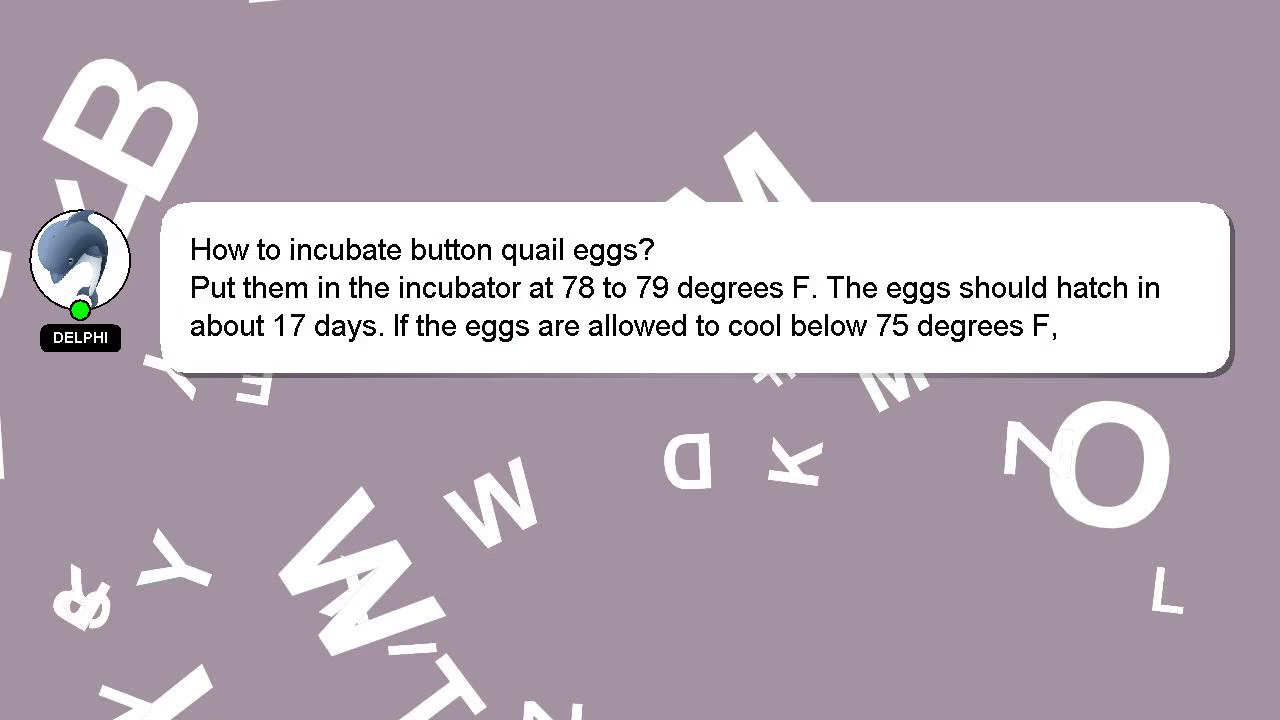 How to incubate button quail eggs?
Put them in the incubator at 78 to 79 degrees F. The eggs should hatch in
about 17 days. If the eggs are allowed to cool below 75 degrees F,
DELPHI
B
M
E
M
W
D
K
Z
O
L
Y
W
R
T